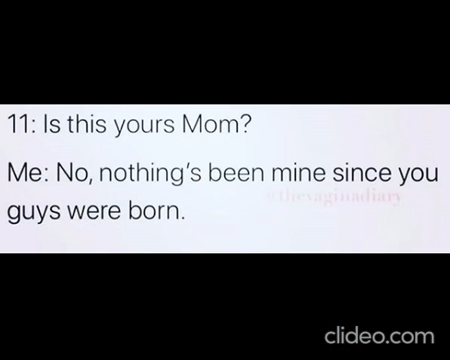 11: Is this yours Mom?
Me: No, nothing's been mine since you
guys were born.
@thevaginadiary
clideo.com